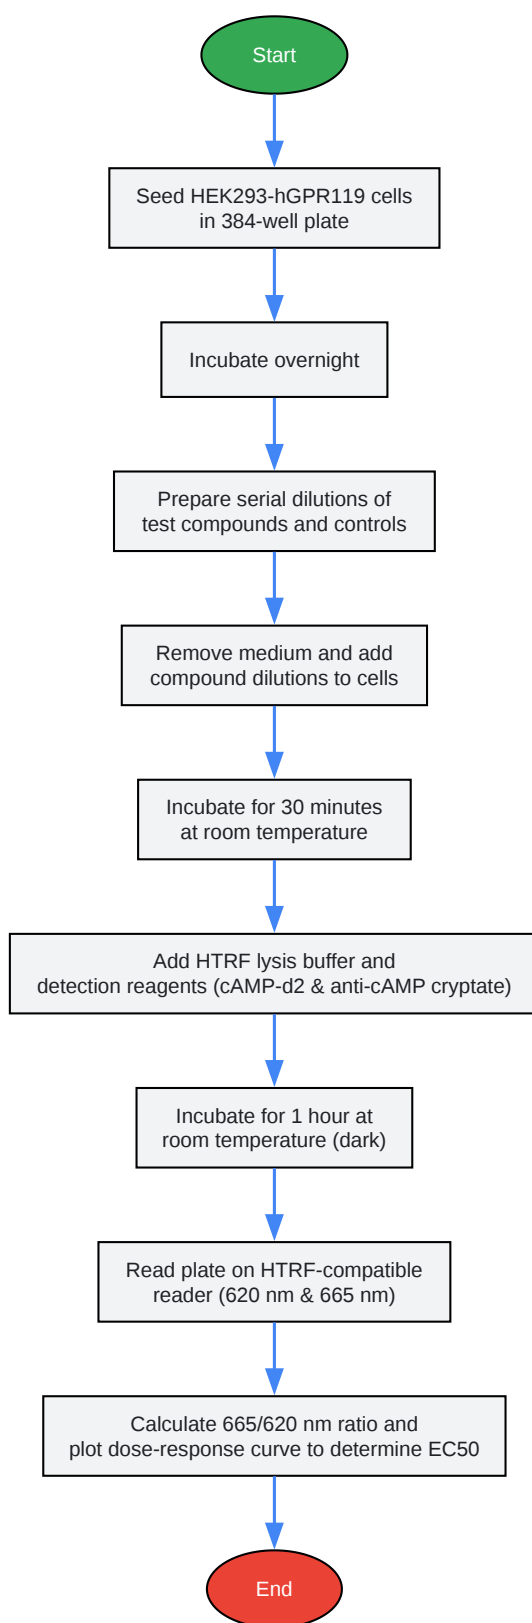 Start
Seed HEK293-hGPR119 cells
in 384-well plate
Incubate overnight
Prepare serial dilutions of
test compounds and controls
Remove medium and add
compound dilutions to cells
Incubate for 30 minutes
at room temperature
Add HTRF lysis buffer and
detection reagents (cAMP-d2 & anti-cAMP cryptate)
Incubate for 1 hour at
room temperature (dark)
Read plate on HTRF-compatible
reader (620 nm & 665 nm)
Calculate 665/620 nm ratio and
plot dose-response curve to determine EC50
End